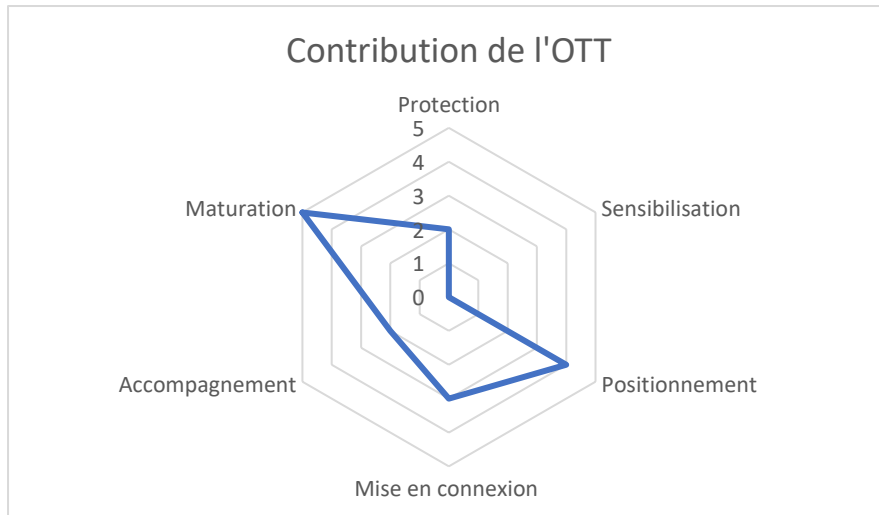 Contribution de l'OTT
Protection
5
4
3
2
1
0
Sensibilisation
Positionnement
Mise en connexion
Accompagnement
Maturation